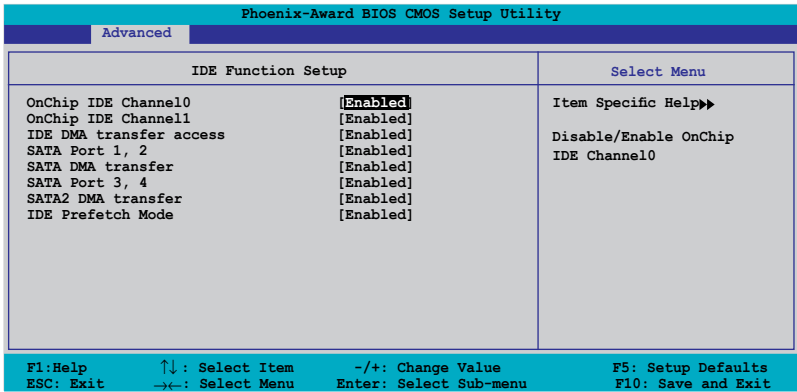 Phoenix-Award BIOS CMOS Setup Utility
Advanced
IDE Function Setup
Select Menu
OnChip IDE Channel0 [Enabled]
OnChip IDE Channel1 [Enabled]
IDE DMA transfer access [Enabled]
SATA Port 1, 2 [Enabled]
SATA DMA transfer [Enabled]
SATA Port 3, 4 [Enabled]
SATA2 DMA transfer [Enabled]
IDE Prefetch Mode [Enabled]
Item Specific Help▶▶
Disable/Enable OnChip
IDE Channel0
F1:Help ↑↓ : Select Item -/+: Change Value F5: Setup Defaults
ESC: Exit →←: Select Menu Enter: Select Sub-menu F10: Save and Exit